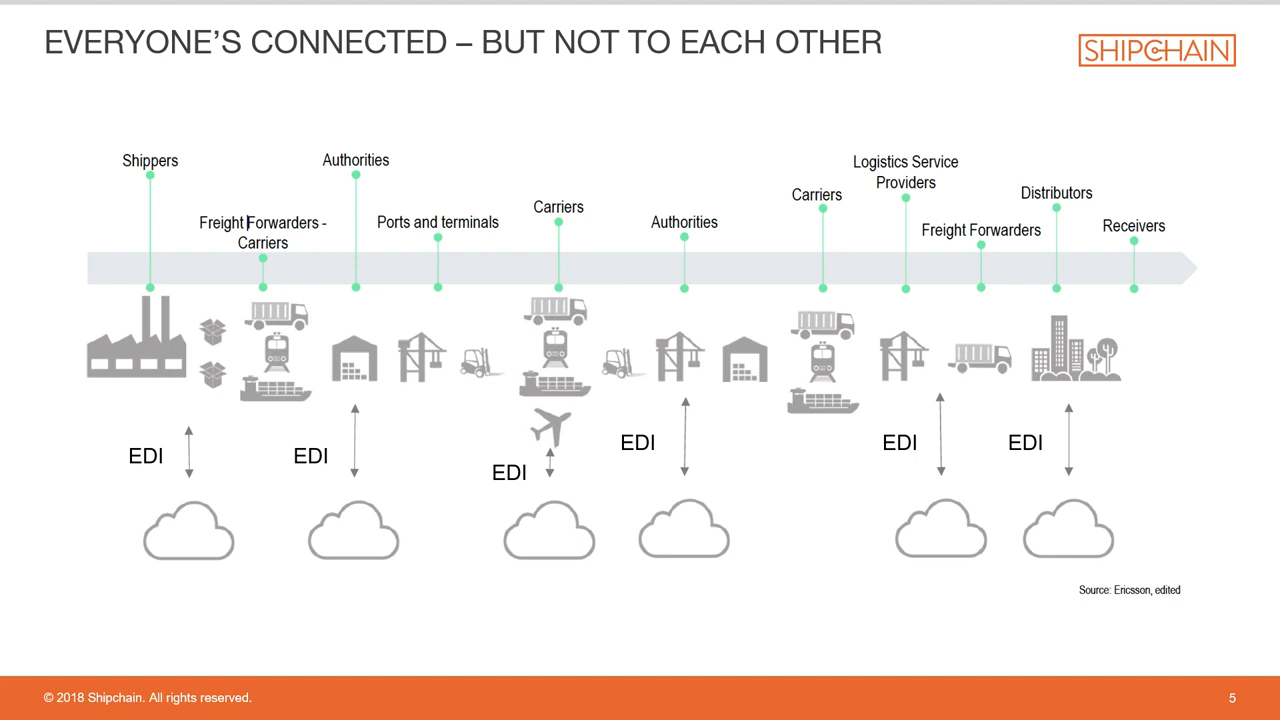 EVERYONE'S CONNECTED – BUT NOT TO EACH OTHER
SHIPCHAIN
Shippers
Freight Forwarders -
Carriers
Authorities
Ports and terminals
Carriers
Authorities
Carriers
Logistics Service
Providers
Freight Forwarders
Distributors
Receivers
EDI
EDI
EDI
EDI
EDI
EDI
Source: Ericsson, edited
© 2018 Shipchain. All rights reserved.
5